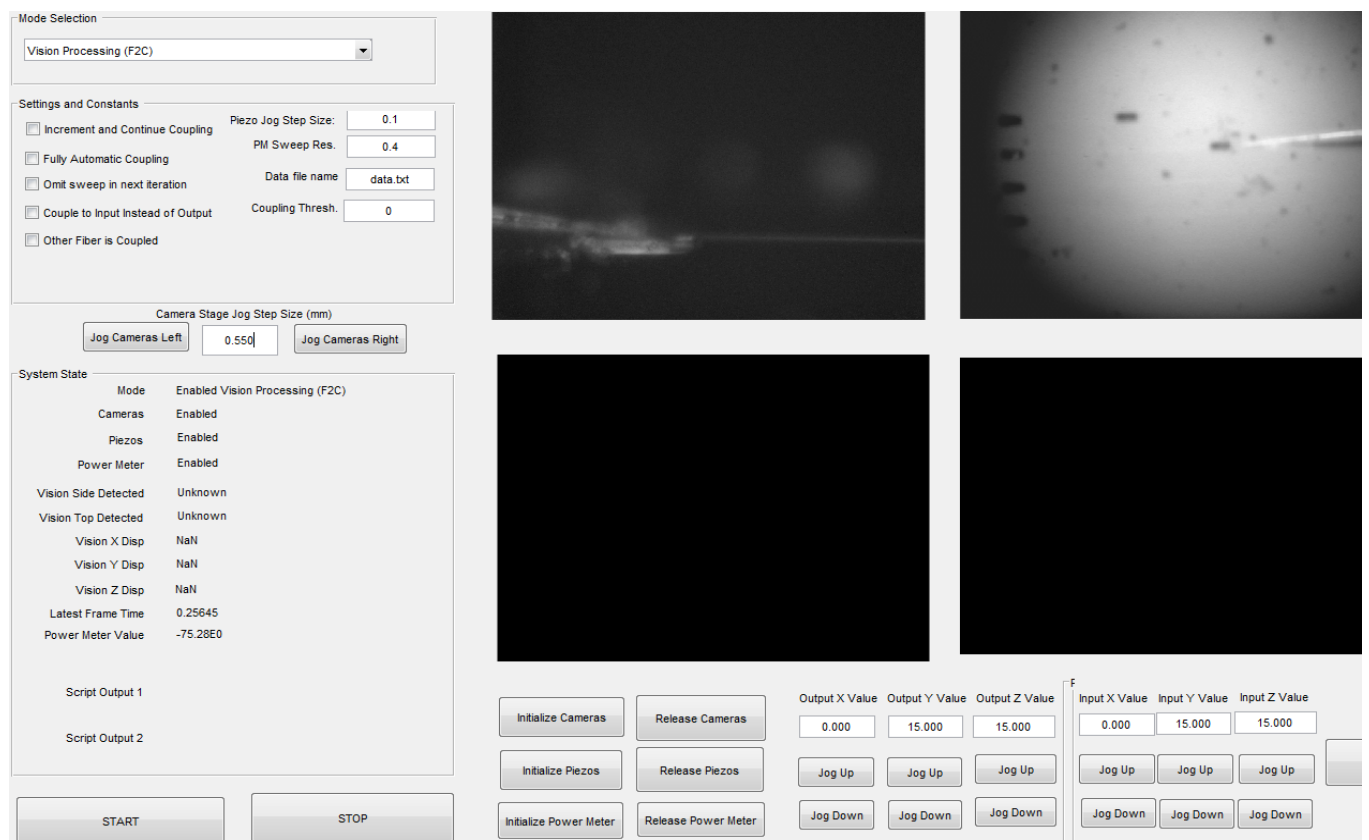 Mode Selection
Vision Processing (F2C)
Settings and Constants
Increment and Continue Coupling
Piezo Jog Step Size:
0.1
Fully Automatic Coupling
PM Sweep Res.
0.4
Omit sweep in next iteration
Data file name
data.txt
Couple to Input Instead of Output
Coupling Thresh.
0
Other Fiber is Coupled
Camera Stage Jog Step Size (mm)
Jog Cameras Left
0.550
Jog Cameras Right
System State
Mode Enabled Vision Processing (F2C)
Cameras Enabled
Piezos Enabled
Power Meter Enabled
Vision Side Detected Unknown
Vision Top Detected Unknown
Vision X Disp NaN
Vision Y Disp NaN
Vision Z Disp NaN
Latest Frame Time 0.25645
Power Meter Value -75.28E0
Script Output 1
Script Output 2
START
STOP
Initialize Cameras
Release Cameras
Initialize Piezos
Release Piezos
Initialize Power Meter
Release Power Meter
Output X Value Output Y Value Output Z Value
0.000 15.000 15.000
Jog Up Jog Up Jog Up
Jog Down Jog Down Jog Down
Input X Value Input Y Value Input Z Value
0.000 15.000 15.000
Jog Up Jog Up Jog Up
Jog Down Jog Down Jog Down